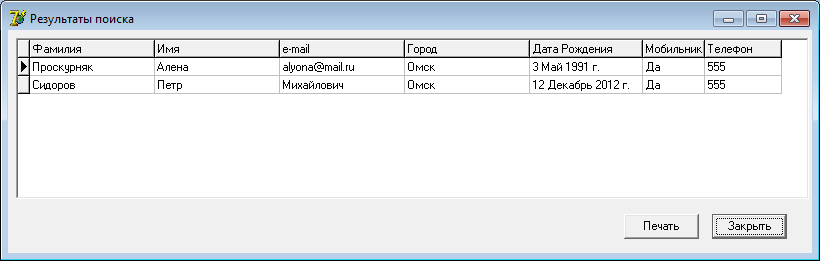 Результаты поиска
Фамилия Имя e-mail Город Дата Рождения Мобильник Телефон
Проскурняк Алена alyona@mail.ru Омск 3 Май 1991 г. Да 555
Сидоров Петр Михайлович Омск 12 Декабрь 2012 г. Да 555
Печать Закрыть